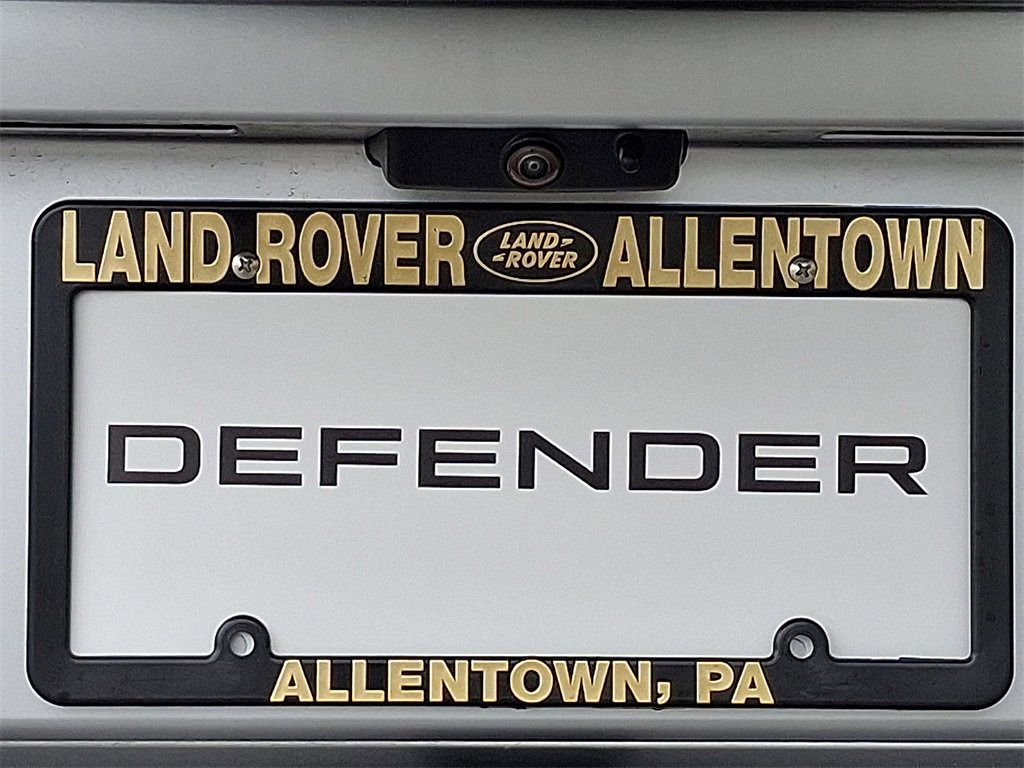 LAND ROVER LAND-
-ROVER ALLENTOWN
DEFENDER
ALLENTOWN, PA